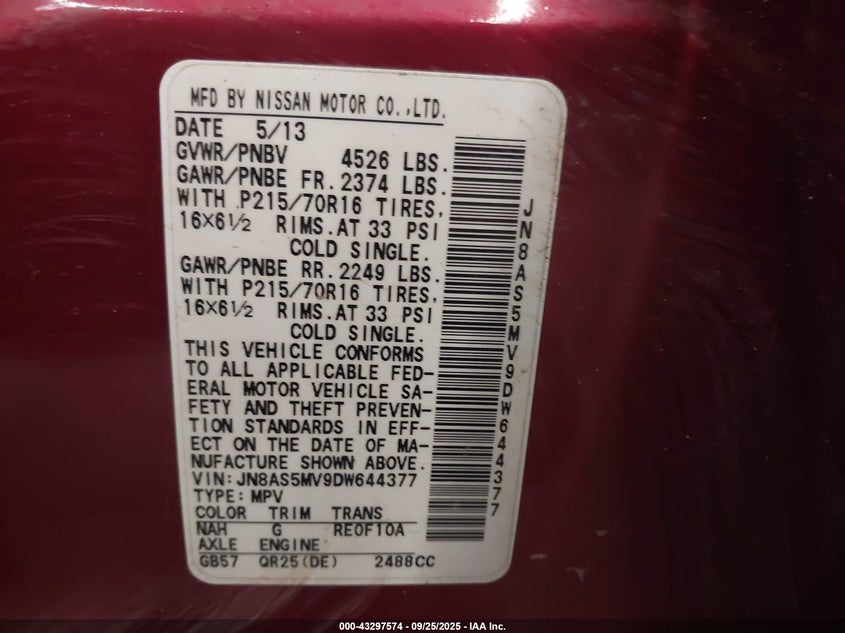 MFD BY NISSAN MOTOR CO.,LTD.
DATE 5/13
GVWR/PNBV 4526 LBS.
GAWR/PNBE FR. 2374 LBS.
WITH P215/70R16 TIRES,
16X6½ RIMS. AT 33 PSI
COLD SINGLE.
GAWR/PNBE RR. 2249 LBS.
WITH P215/70R16 TIRES,
16X6½ RIMS. AT 33 PSI
COLD SINGLE.
THIS VEHICLE CONFORMS
TO ALL APPLICABLE FED-
ERAL MOTOR VEHICLE SA-
FETY AND THEFT PREVEN-
TION STANDARDS IN EFF-
ECT ON THE DATE OF MA-
NUFACTURE SHOWN ABOVE.
VIN: JN8AS5MV9DW644377
TYPE: MPV
COLOR TRIM TRANS
NAH G RE0F10A
AXLE ENGINE
GB57 QR25(DE) 2488CC
JN8AS5MV9DW644377
000-43297574 - 09/25/2025 - IAA Inc.